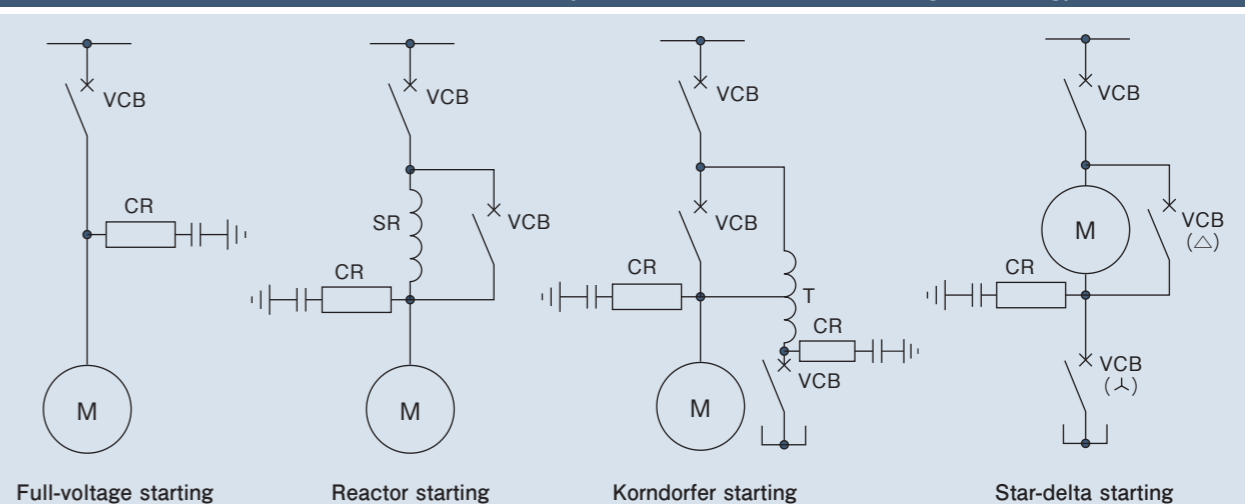 VCB
CR
M
Full-voltage starting
VCB
SR
VCB
CR
M
Reactor starting
VCB
VCB
CR
T
CR
VCB
M
Korndorfer starting
VCB
M
VCB
(△)
CR
VCB
(⅄)
Star-delta starting